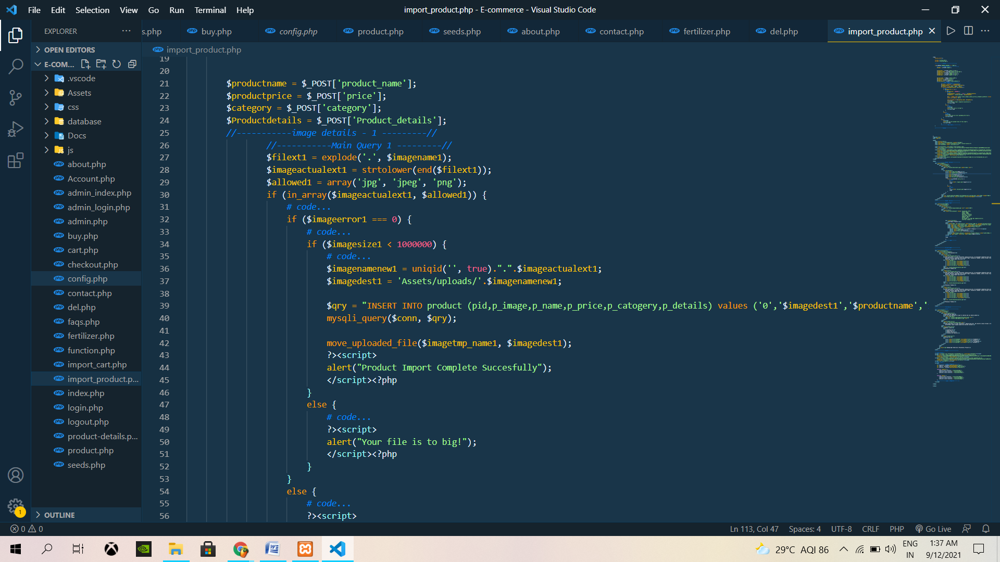 File Edit Selection View Go Run Terminal Help
import_product.php - E-commerce - Visual Studio Code
EXPLORER
s.php buy.php config.php product.php seeds.php about.php contact.php fertilizer.php del.php import_product.php
OPEN EDITORS
E-COM...
.vscode
Assets
css
database
Docs
js
about.php
Account.php
admin_index.php
admin_login.php
admin.php
buy.php
cart.php
checkout.php
config.php
contact.php
del.php
faqs.php
fertilizer.php
function.php
import_cart.php
import_product.p...
index.php
login.php
logout.php
product-details.p...
product.php
seeds.php
OUTLINE
import_product.php
19
20
21 $productname = $_POST['product_name'];
22 $productprice = $_POST['price'];
23 $category = $_POST['category'];
24 $Productdetails = $_POST['Product_details'];
25 //-----------image details - 1 ---------//
26 //-----------Main Query 1 ---------//
27 $filext1 = explode('.', $imagename1);
28 $imageactualext1 = strtolower(end($filext1));
29 $allowed1 = array('jpg', 'jpeg', 'png');
30 if (in_array($imageactualext1, $allowed1)) {
31 # code...
32 if ($imageerror1 === 0) {
33 # code...
34 if ($imagesize1 < 1000000) {
35 # code...
36 $imagenamenew1 = uniqid('', true).".".$imageactualext1;
37 $imagedest1 = 'Assets/uploads/'.$imagenamenew1;
38
39 $qry = "INSERT INTO product (pid,p_image,p_name,p_price,p_catogery,p_details) values ('0','$imagedest1','$productname','
40 mysqli_query($conn, $qry);
41
42 move_uploaded_file($imagetmp_name1, $imagedest1);
43 ?><script>
44 alert("Product Import Complete Succesfully");
45 </script><?php
46 }
47 else {
48 # code...
49 ?><script>
50 alert("Your file is to big!");
51 </script><?php
52 }
53 }
54 else {
55 # code...
56 ?><script>
0 0
Ln 113, Col 47 Spaces: 4 UTF-8 CRLF PHP Go Live
1
29°C AQI 86
ENG
IN
1:37 AM
9/12/2021